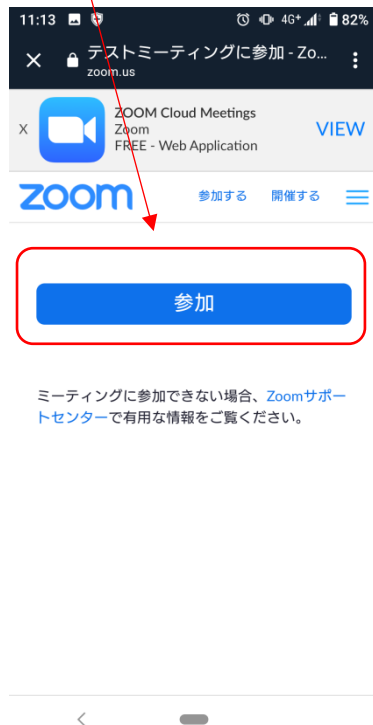 11:13 4G+ 82%
テストミーティングに参加 - Zo...
zoom.us
X ZOOM Cloud Meetings
Zoom VIEW
FREE - Web Application
zoom 参加する 開催する
参加
ミーティングに参加できない場合、Zoomサポー
トセンターで有用な情報をご覧ください。